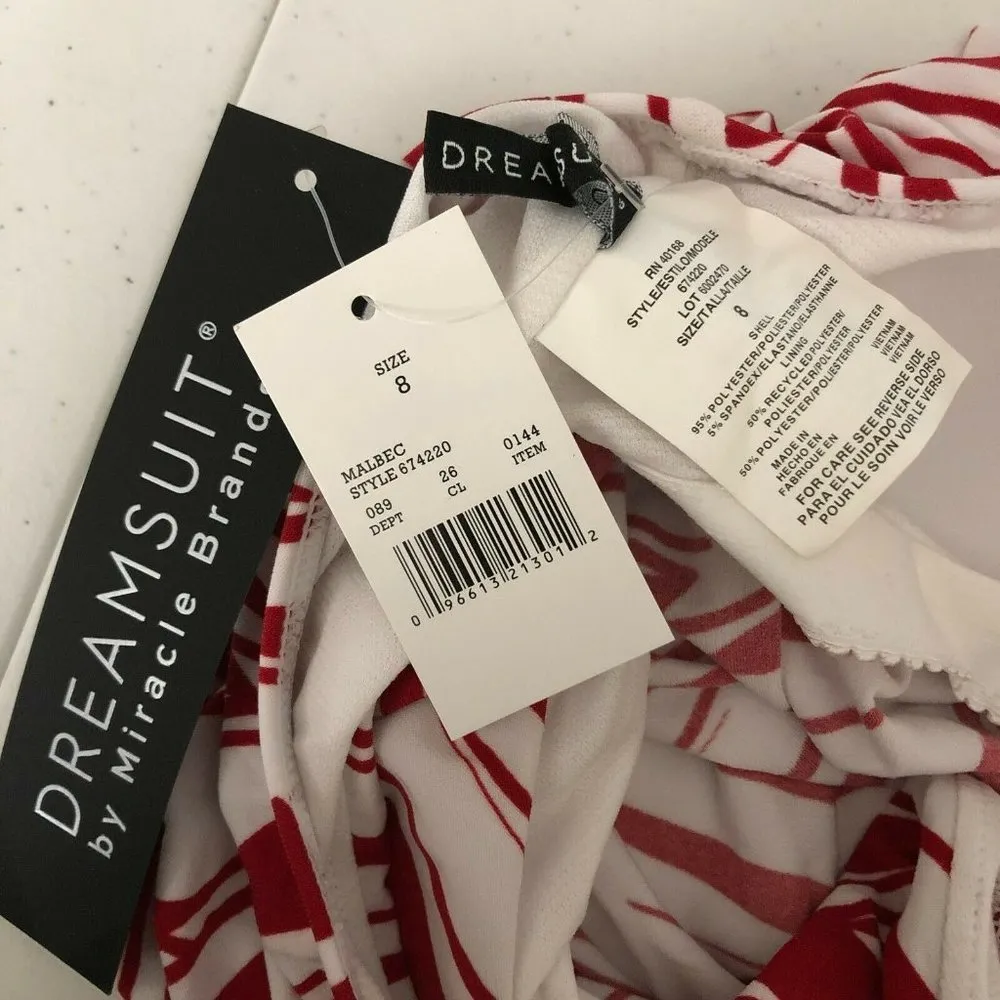 DREAMSUIT®
by Miracle Brands
DREA
SIZE
8
MALBEC
STYLE 674220
089 26 0144
DEPT CL ITEM
0 96613 21301 2
RN 40168
STYLE/ESTILO/MODELE
674220
LOT 6002470
SIZE/TALLA/TAILLE
8
SHELL
95% POLYESTER/POLIESTER/POLYESTER
5% SPANDEX/ELASTANO/ELASTHANNE
LINING
50% RECYCLED POLYESTER/
POLIESTER/POLYESTER
50% POLYESTER/POLIESTER/POLYESTER
MADE IN VIETNAM
HECHO EN VIETNAM
FABRIQUE EN VIETNAM
FOR CARE SEE REVERSE SIDE
PARA EL CUIDADO VEA EL DORSO
POUR LE SOIN VOIR LE VERSO